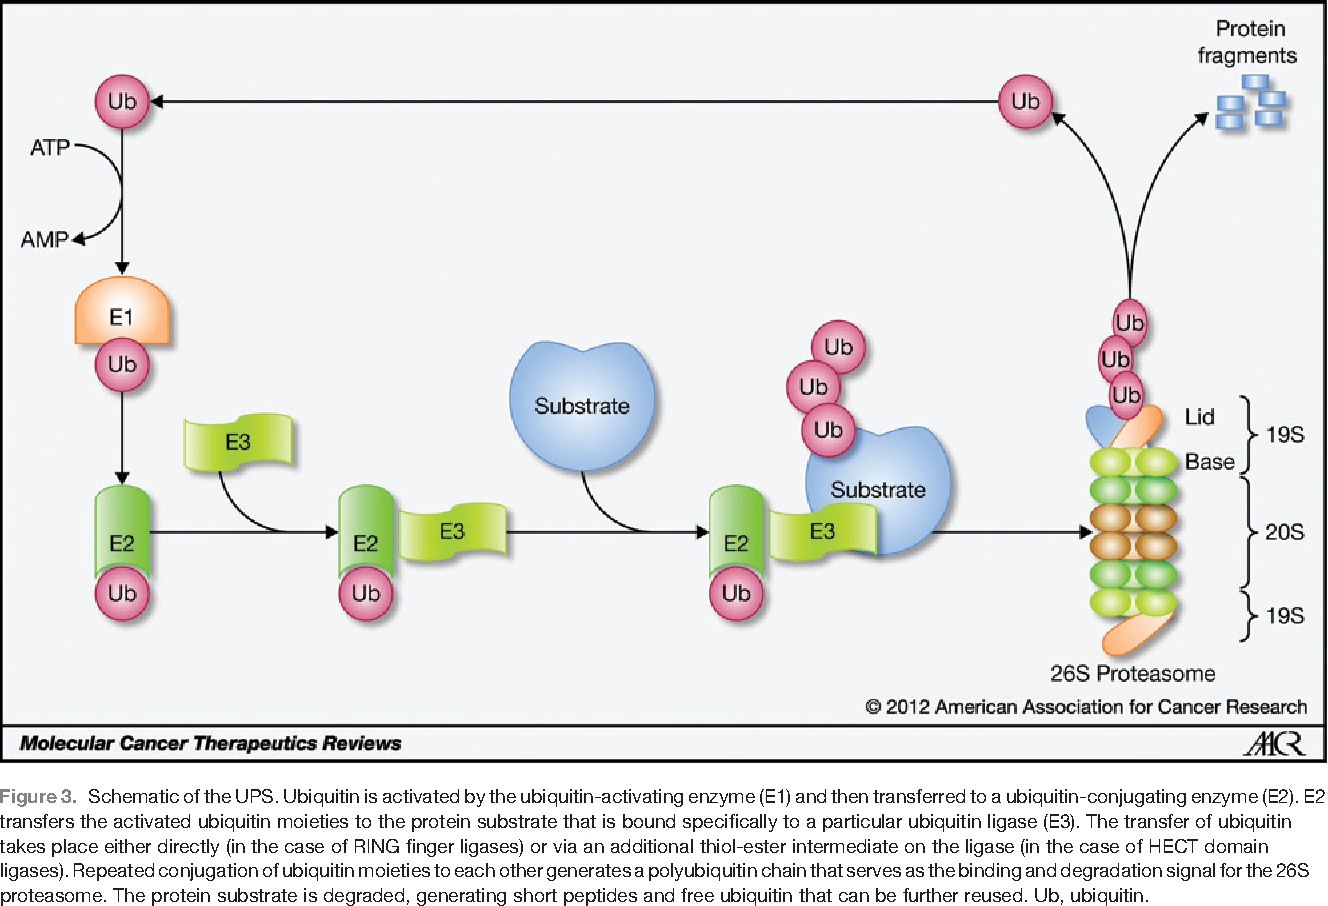 Protein
fragments
Ub
Ub
ATP
AMP
E1
Ub
Ub
Ub
Ub
Ub
Ub
Ub
Substrate
Lid
19S
E3
Base
Substrate
E2
E2
E3
E2
E3
20S
Ub
Ub
Ub
19S
26S Proteasome
© 2012 American Association for Cancer Research
Molecular Cancer Therapeutics Reviews
AACR
Figure 3. Schematic of the UPS. Ubiquitin is activated by the ubiquitin-activating enzyme (E1) and then transferred to a ubiquitin-conjugating enzyme (E2). E2
transfers the activated ubiquitin moieties to the protein substrate that is bound specifically to a particular ubiquitin ligase (E3). The transfer of ubiquitin
takes place either directly (in the case of RING finger ligases) or via an additional thiol-ester intermediate on the ligase (in the case of HECT domain
ligases). Repeated conjugation of ubiquitin moieties to each other generates a polyubiquitin chain that serves as the binding and degradation signal for the 26S
proteasome. The protein substrate is degraded, generating short peptides and free ubiquitin that can be further reused. Ub, ubiquitin.